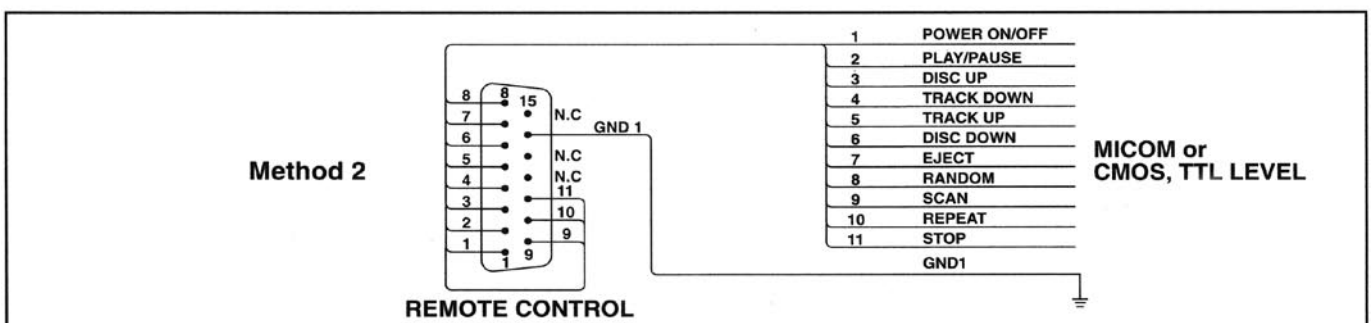 Method 2
8
7
6
5
4
3
2
1
8
15
1
9
N.C
GND 1
N.C
N.C
11
10
9
REMOTE CONTROL
1 POWER ON/OFF
2 PLAY/PAUSE
3 DISC UP
4 TRACK DOWN
5 TRACK UP
6 DISC DOWN
7 EJECT
8 RANDOM
9 SCAN
10 REPEAT
11 STOP
GND1
MICOM or
CMOS, TTL LEVEL